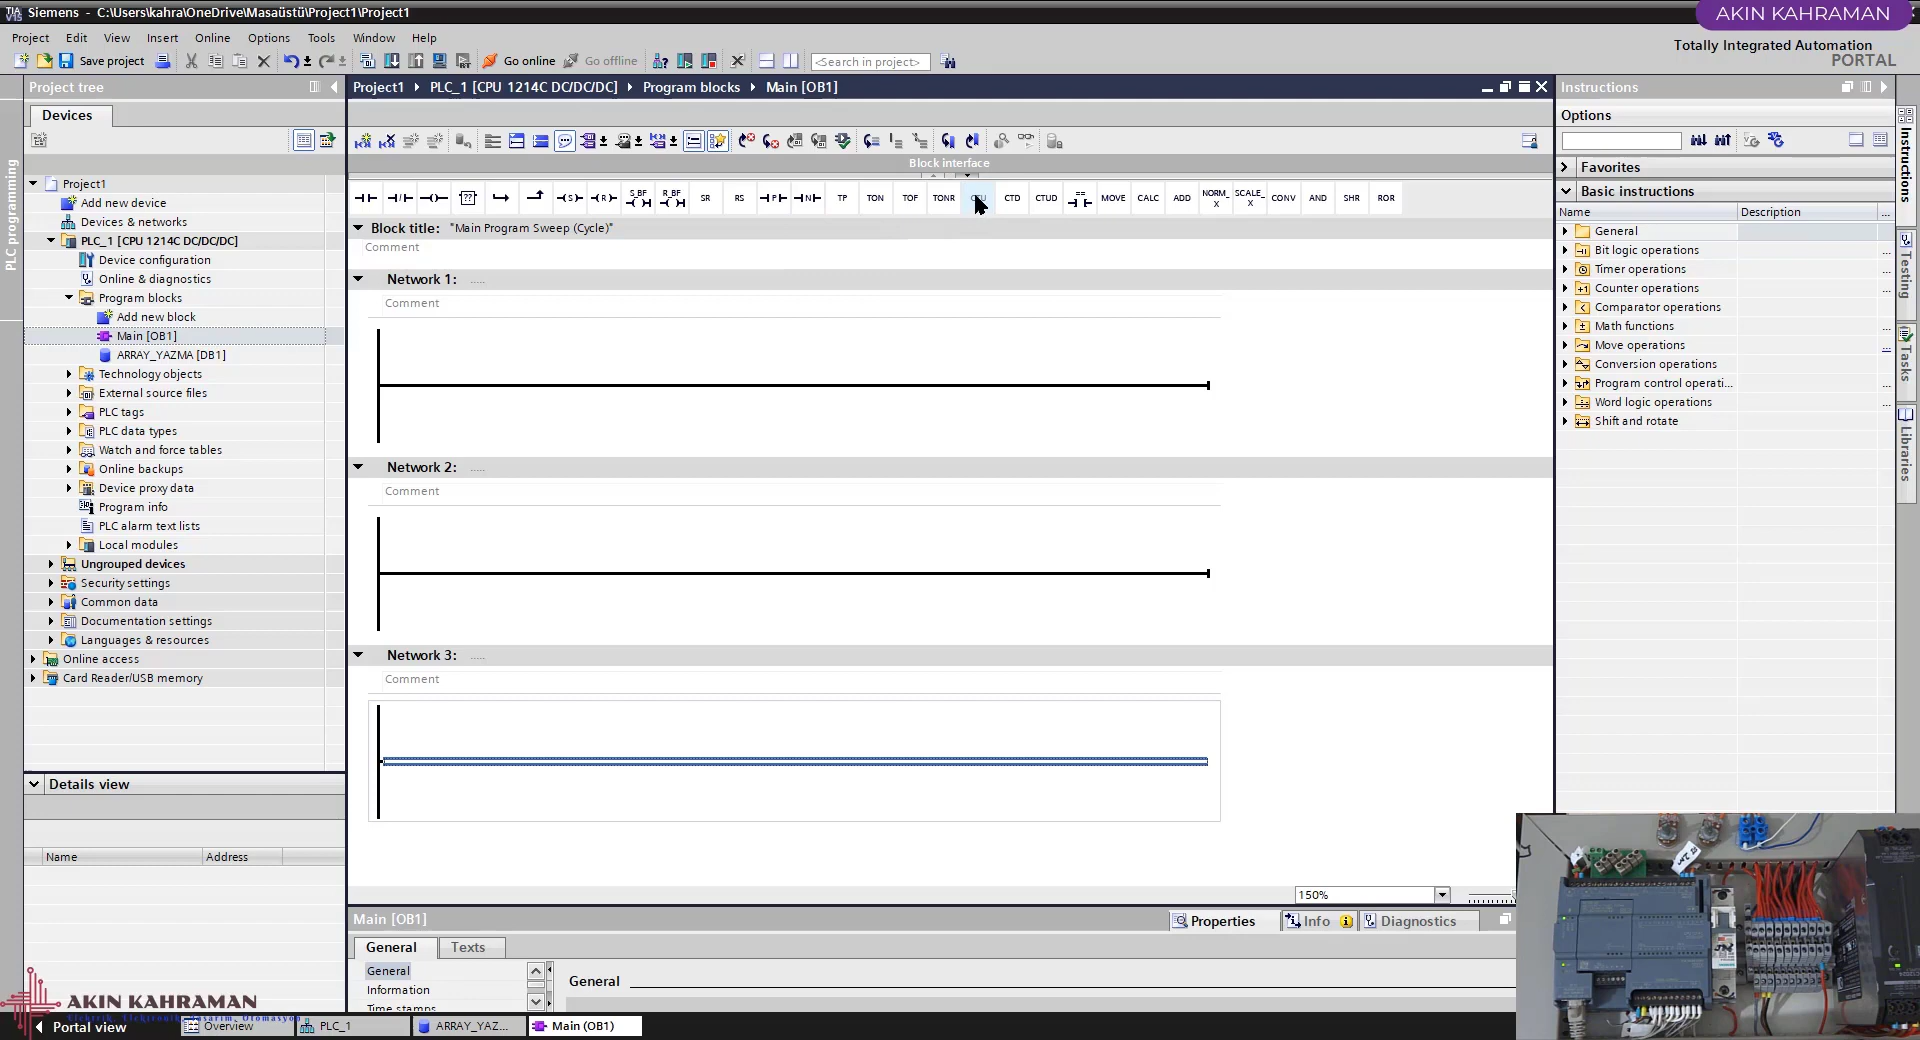 Siemens - C:\Users\kahra\OneDrive\Masaüstü\Project1\Project1
AKIN KAHRAMAN
Project Edit View Insert Online Options Tools Window Help
Totally Integrated Automation
PORTAL
Save project
Go online
Go offline
<Search in project>
Project tree
Project1 PLC_1 [CPU 1214C DC/DC/DC] Program blocks Main [OB1]
Instructions
Devices
Options
Block interface
PLC programming
Project1
Add new device
Devices & networks
PLC_1 [CPU 1214C DC/DC/DC]
Device configuration
Online & diagnostics
Program blocks
Add new block
Main [OB1]
ARRAY_YAZMA [DB1]
Technology objects
External source files
PLC tags
PLC data types
Watch and force tables
Online backups
Device proxy data
Program info
PLC alarm text lists
Local modules
Ungrouped devices
Security settings
Common data
Documentation settings
Languages & resources
Online access
Card Reader/USB memory
Details view
Name Address
S_BF R_BF SR RS P N TP TON TOF TONR CTD CTUD MOVE CALC ADD NORM_X SCALE_X CONV AND SHR ROR
Block title: "Main Program Sweep (Cycle)"
Comment
Network 1: .....
Comment
Network 2: .....
Comment
Network 3: .....
Comment
150%
Main [OB1]
Properties Info Diagnostics
General Texts
General
Information
Time stamps
General
Favorites
Basic instructions
Name Description ...
General
Bit logic operations
Timer operations
Counter operations
Comparator operations
Math functions
Move operations
Conversion operations
Program control operati...
Word logic operations
Shift and rotate
Instructions
Testing
Tasks
Libraries
AKIN KAHRAMAN
Elektrik, Elektronik, Tasarım, Otomasyon
Portal view Overview PLC_1 ARRAY_YAZ... Main (OB1)